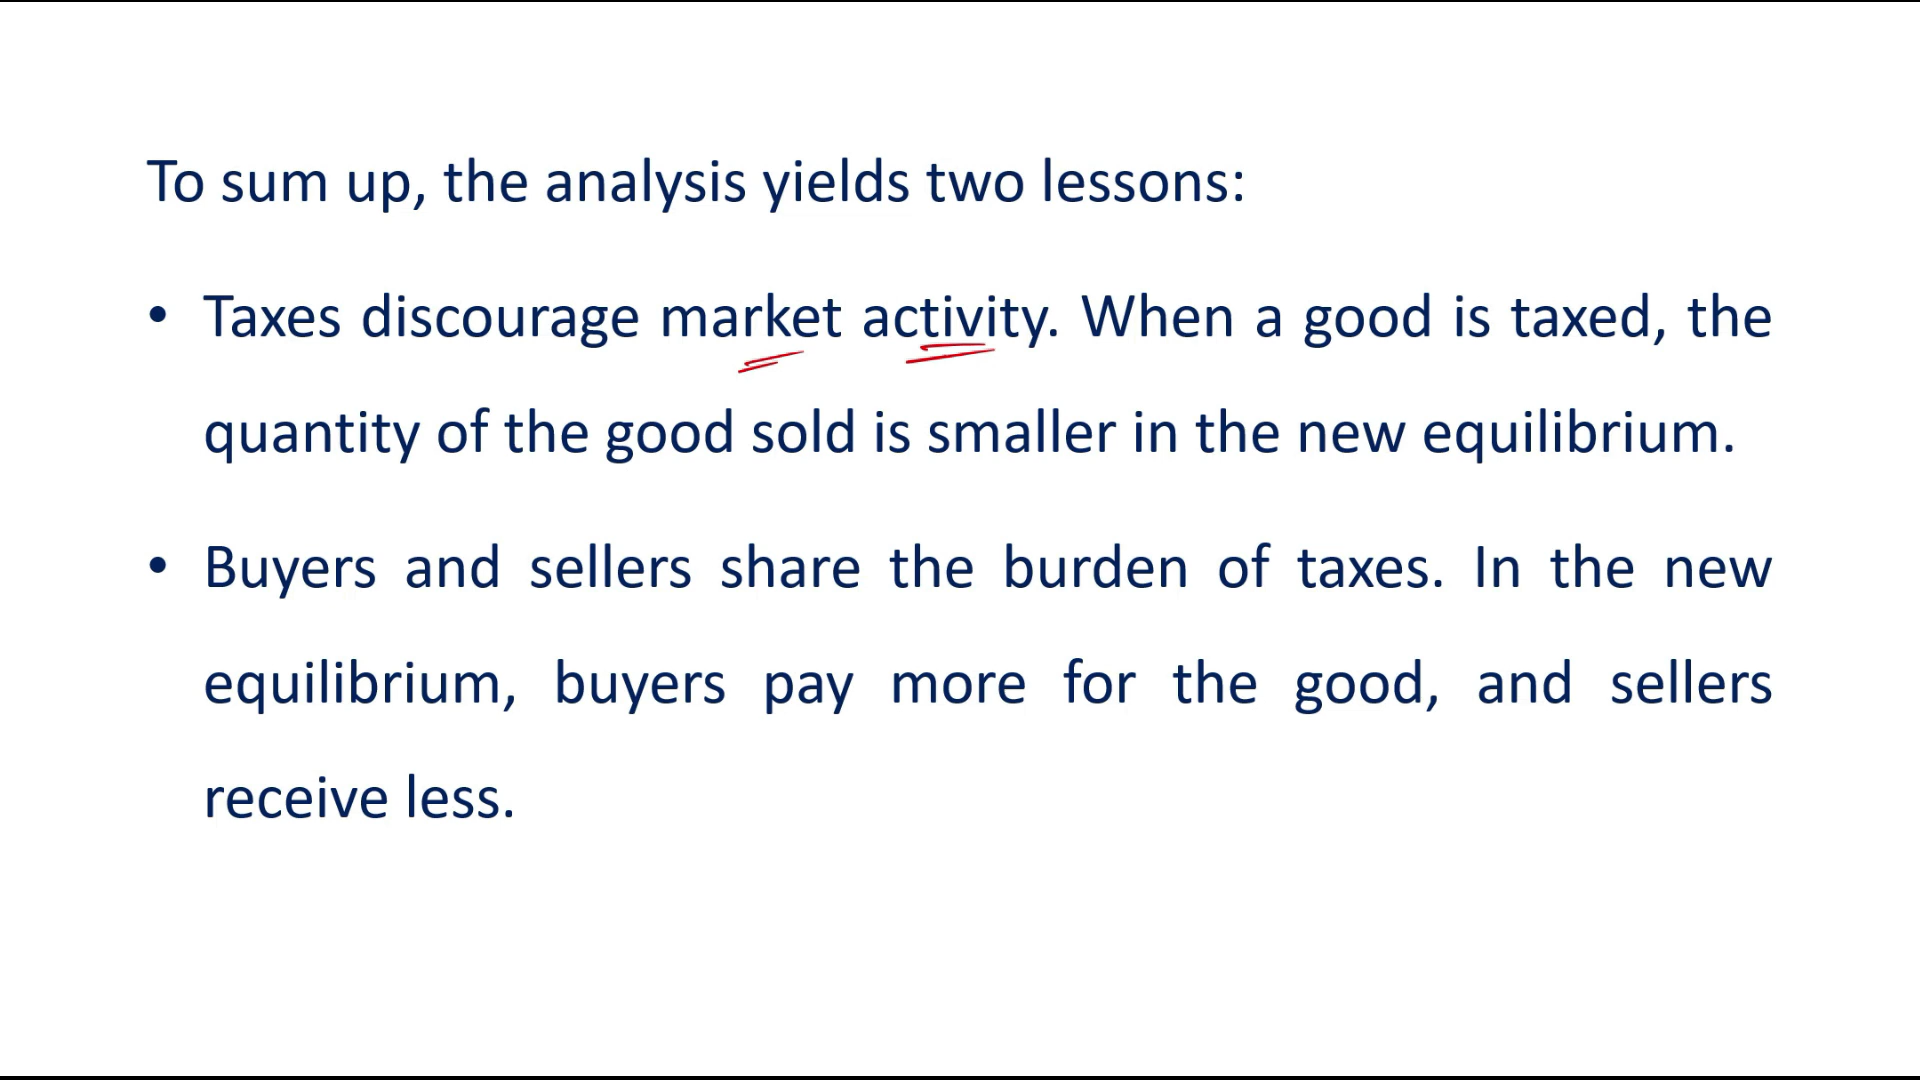 To sum up, the analysis yields two lessons:
• Taxes discourage market activity. When a good is taxed, the
quantity of the good sold is smaller in the new equilibrium.
• Buyers and sellers share the burden of taxes. In the new
equilibrium, buyers pay more for the good, and sellers
receive less.